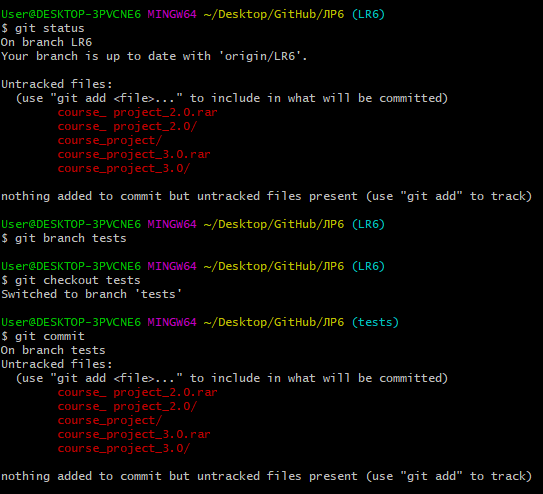 User@DESKTOP-3PVCNE6 MINGW64 ~/Desktop/GitHub/ЛР6 (LR6)
$ git status
On branch LR6
Your branch is up to date with 'origin/LR6'.
Untracked files:
(use "git add <file>..." to include in what will be committed)
course_ project_2.0.rar
course_ project_2.0/
course_project/
course_project_3.0.rar
course_project_3.0/
nothing added to commit but untracked files present (use "git add" to track)
User@DESKTOP-3PVCNE6 MINGW64 ~/Desktop/GitHub/ЛР6 (LR6)
$ git branch tests
User@DESKTOP-3PVCNE6 MINGW64 ~/Desktop/GitHub/ЛР6 (LR6)
$ git checkout tests
Switched to branch 'tests'
User@DESKTOP-3PVCNE6 MINGW64 ~/Desktop/GitHub/ЛР6 (tests)
$ git commit
On branch tests
Untracked files:
(use "git add <file>..." to include in what will be committed)
course_ project_2.0.rar
course_ project_2.0/
course_project/
course_project_3.0.rar
course_project_3.0/
nothing added to commit but untracked files present (use "git add" to track)